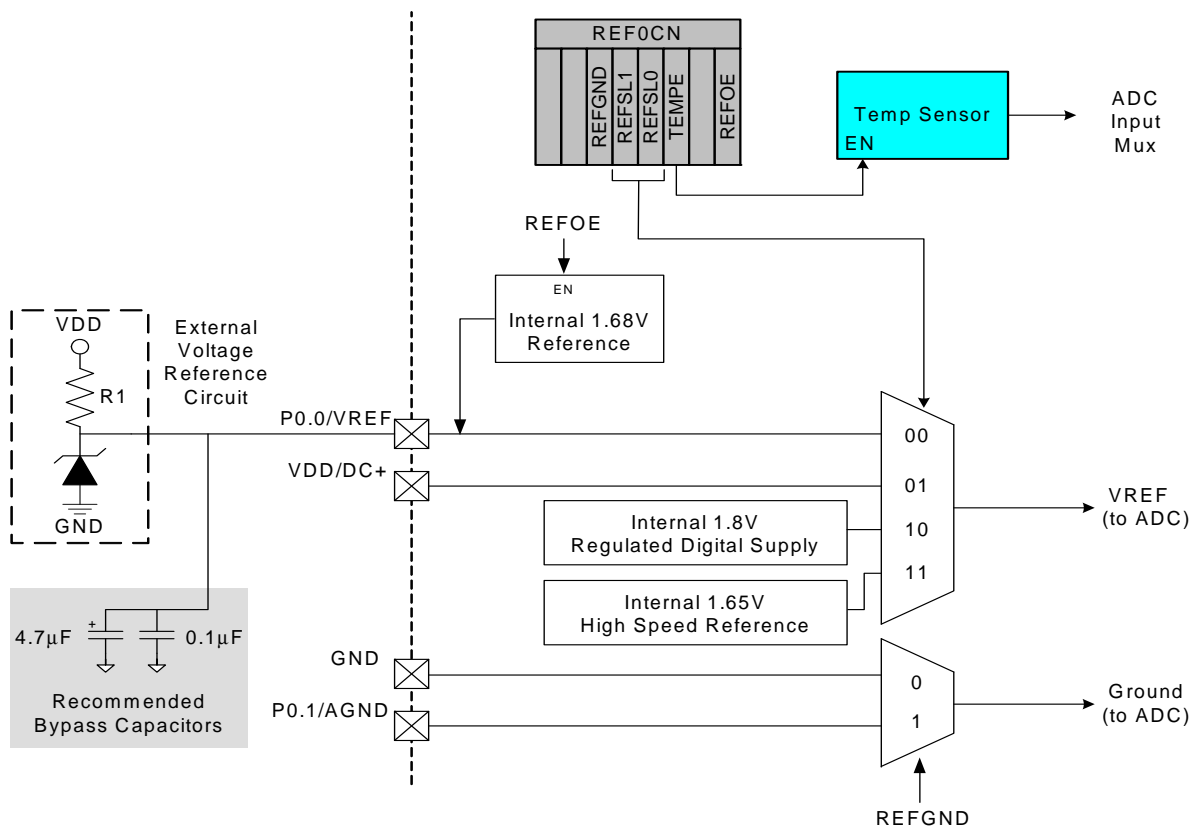 REF0CN
REFGND
REFSL1
REFSL0
TEMPE
REFOE
Temp Sensor
EN
ADC
Input
Mux
REFOE
EN
Internal 1.68V
Reference
VDD
R1
GND
External
Voltage
Reference
Circuit
P0.0/VREF
VDD/DC+
00
01
10
11
Internal 1.8V
Regulated Digital Supply
Internal 1.65V
High Speed Reference
VREF
(to ADC)
4.7µF
+
0.1µF
Recommended
Bypass Capacitors
GND
P0.1/AGND
0
1
Ground
(to ADC)
REFGND